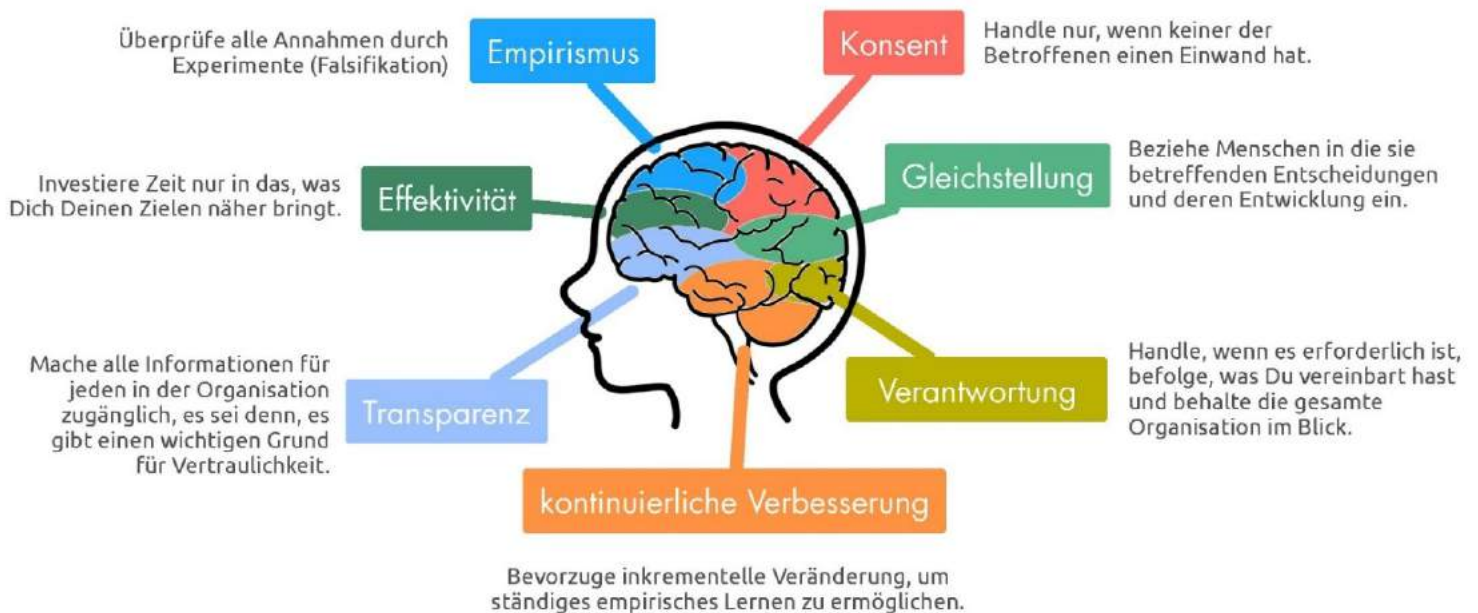 Überprüfe alle Annahmen durch
Experimente (Falsifikation)
Empirismus
Konsent
Handle nur, wenn keiner der
Betroffenen einen Einwand hat.
Investiere Zeit nur in das, was
Dich Deinen Zielen näher bringt.
Effektivität
Gleichstellung
Beziehe Menschen in die sie
betreffenden Entscheidungen
und deren Entwicklung ein.
Mache alle Informationen für
jeden in der Organisation
zugänglich, es sei denn, es
gibt einen wichtigen Grund
für Vertraulichkeit.
Transparenz
Verantwortung
Handle, wenn es erforderlich ist,
befolge, was Du vereinbart hast
und behalte die gesamte
Organisation im Blick.
kontinuierliche Verbesserung
Bevorzuge inkrementelle Veränderung, um
ständiges empirisches Lernen zu ermöglichen.